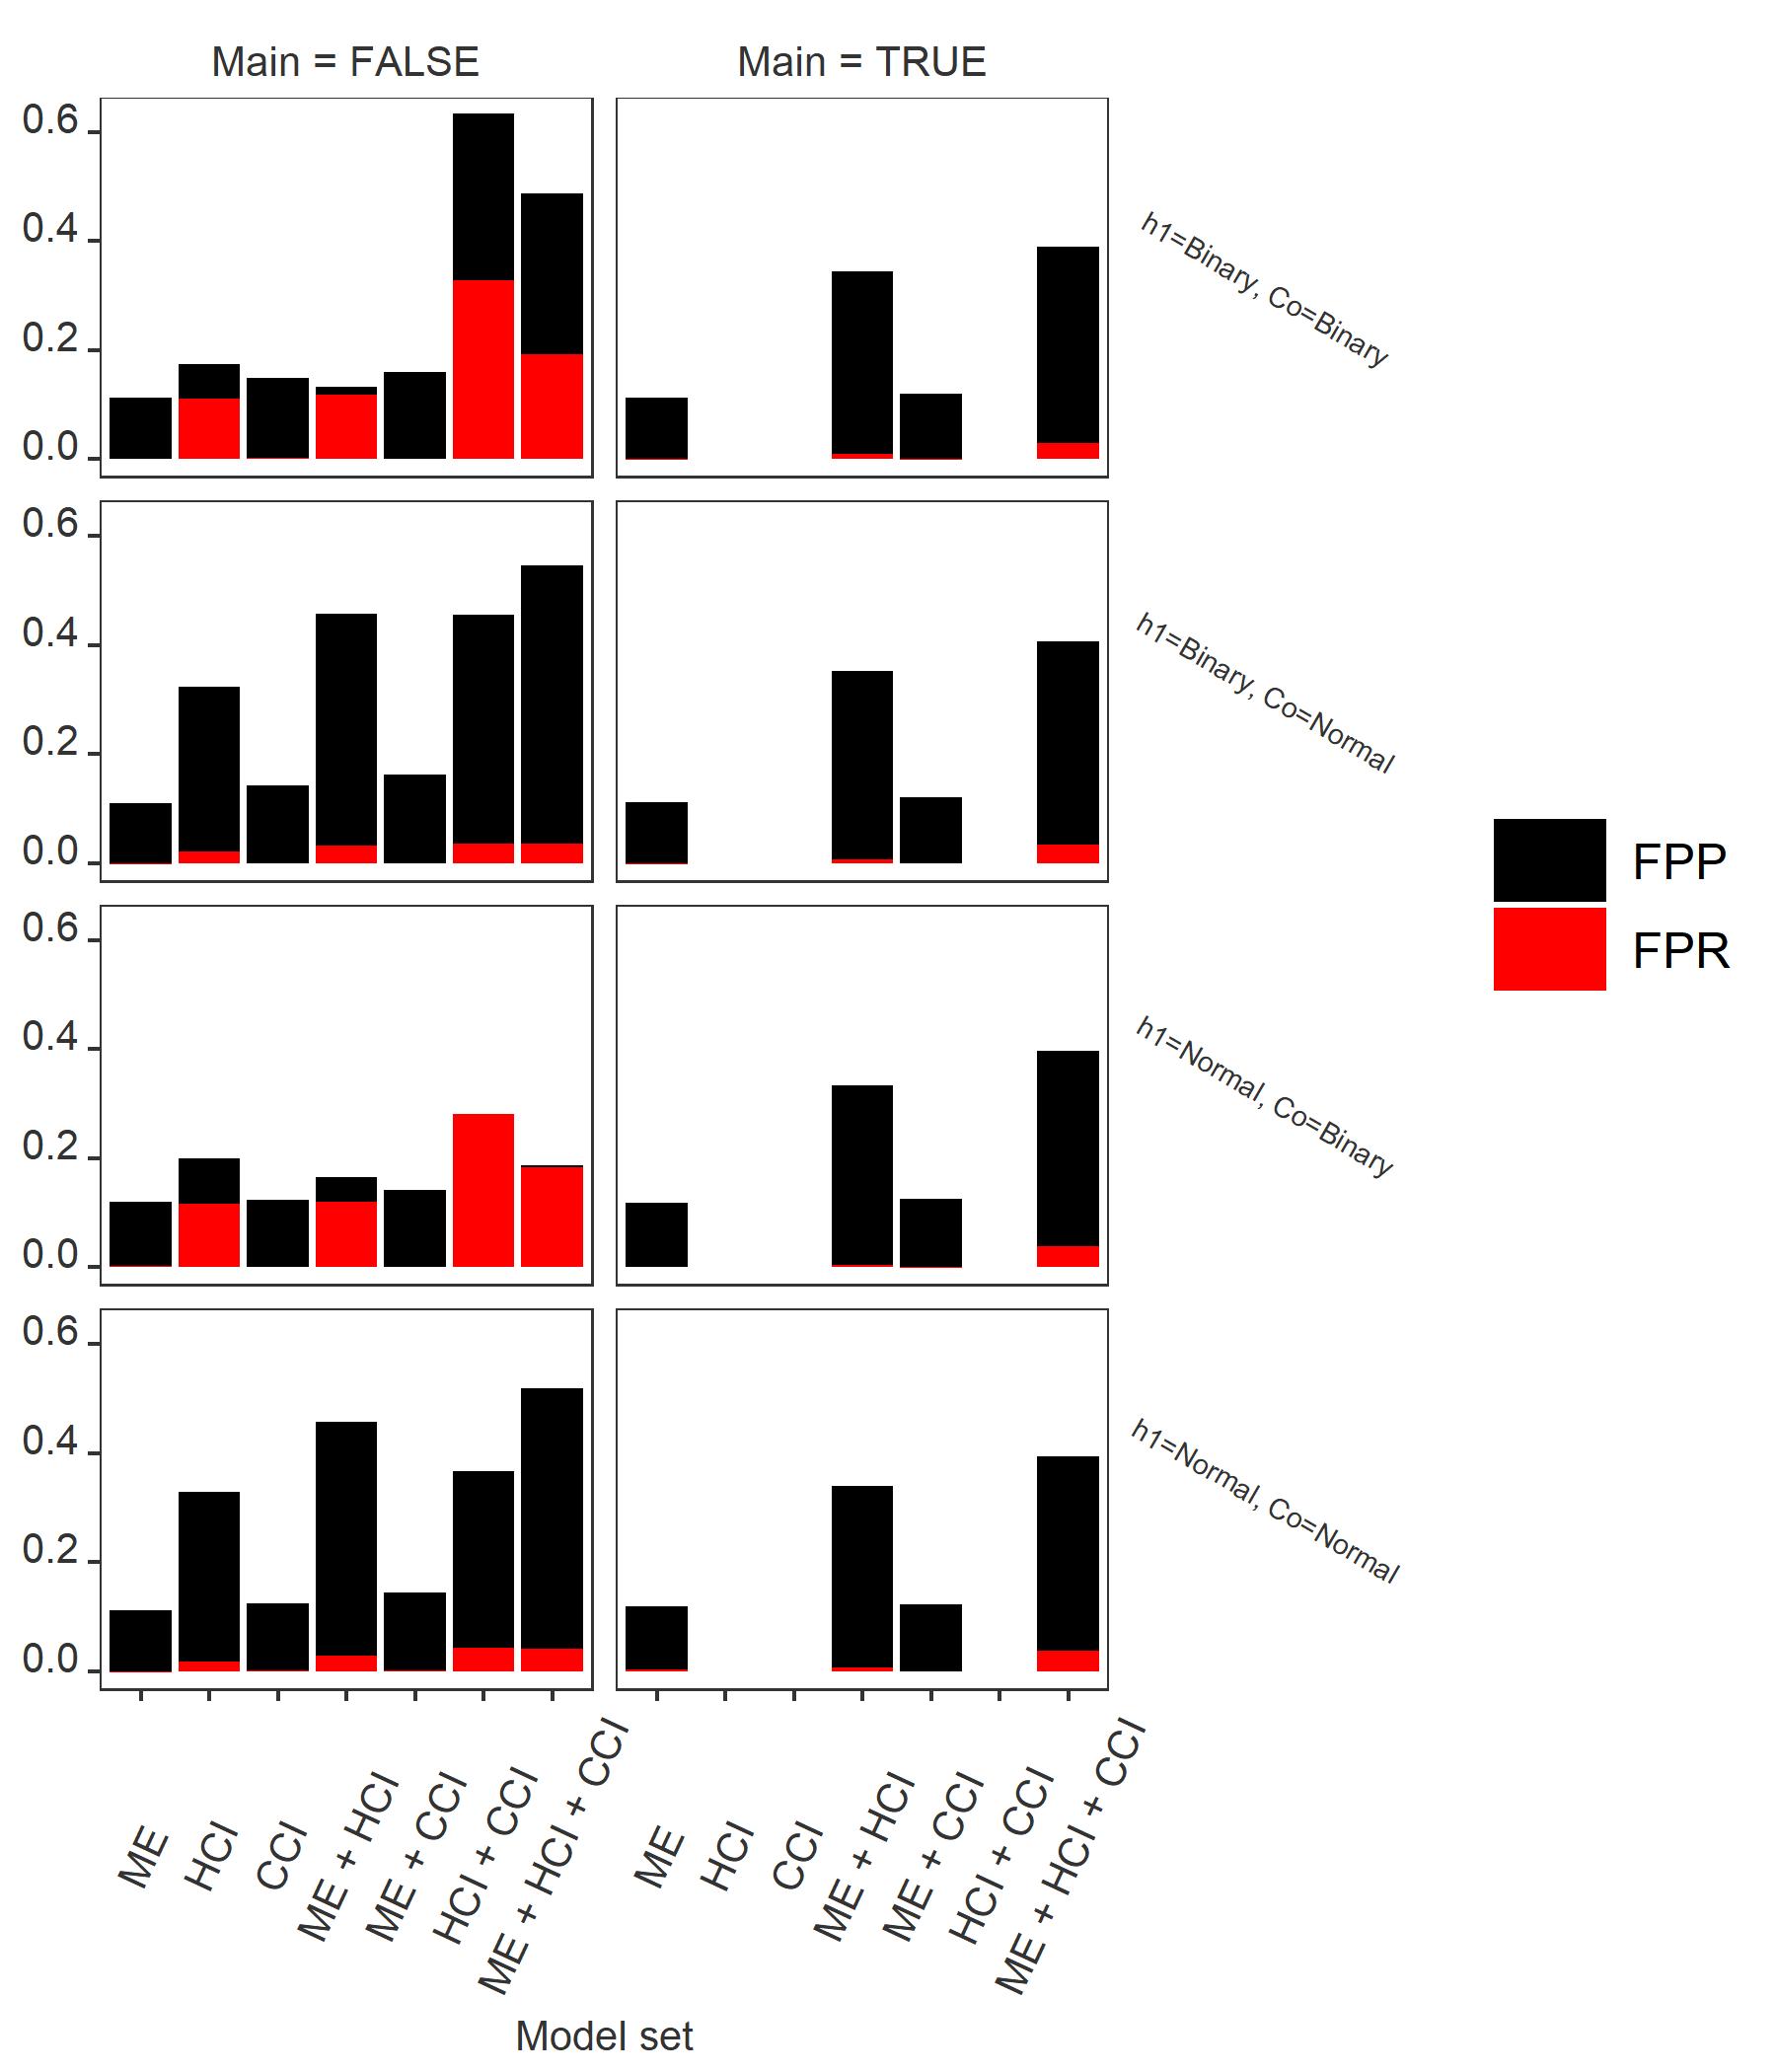 Main = FALSE
Main = TRUE
0.6
0.4
0.2
0.0
h1=Binary, Co=Binary
0.6
0.4
0.2
0.0
h1=Binary, Co=Normal
0.6
0.4
0.2
0.0
h1=Normal, Co=Binary
0.6
0.4
0.2
0.0
h1=Normal, Co=Normal
FPP
FPR
ME
HCI
CCI
ME + HCI
ME + CCI
HCI + CCI
ME + HCI + CCI
ME
HCI
CCI
ME + HCI
ME + CCI
HCI + CCI
ME + HCI + CCI
Model set